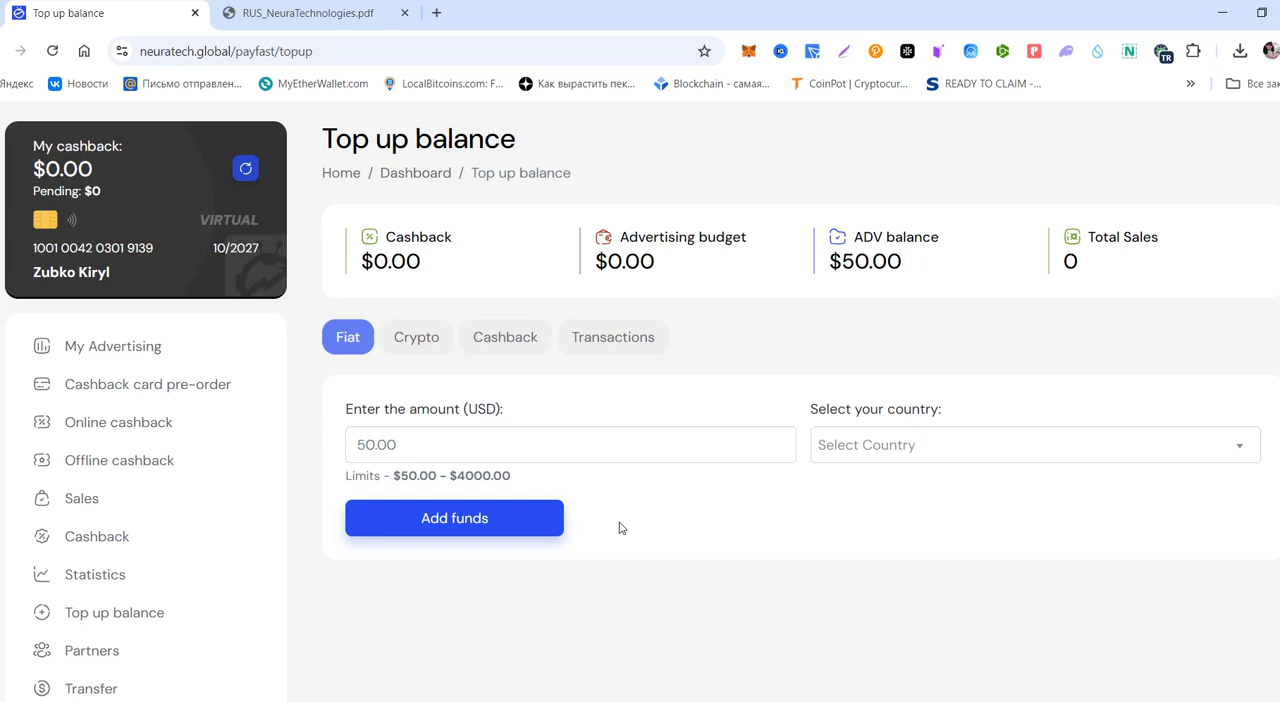 Top up balance
RUS_NeuraTechnologies.pdf
neuratech.global/payfast/topup
TR
Яндекс
Новости
Письмо отправлен...
MyEtherWallet.com
LocalBitcoins.com: F...
Как вырастить пек...
Blockchain - самая...
CoinPot | Cryptocur...
READY TO CLAIM -...
»
Все за
My cashback:
$0.00
Pending: $0
VIRTUAL
1001 0042 0301 9139
10/2027
Zubko Kiryl
My Advertising
Cashback card pre-order
Online cashback
Offline cashback
Sales
Cashback
Statistics
Top up balance
Partners
Transfer
Top up balance
Home / Dashboard / Top up balance
Cashback
$0.00
Advertising budget
$0.00
ADV balance
$50.00
Total Sales
0
Fiat
Crypto
Cashback
Transactions
Enter the amount (USD):
50.00
Limits - $50.00 - $4000.00
Select your country:
Select Country
Add funds